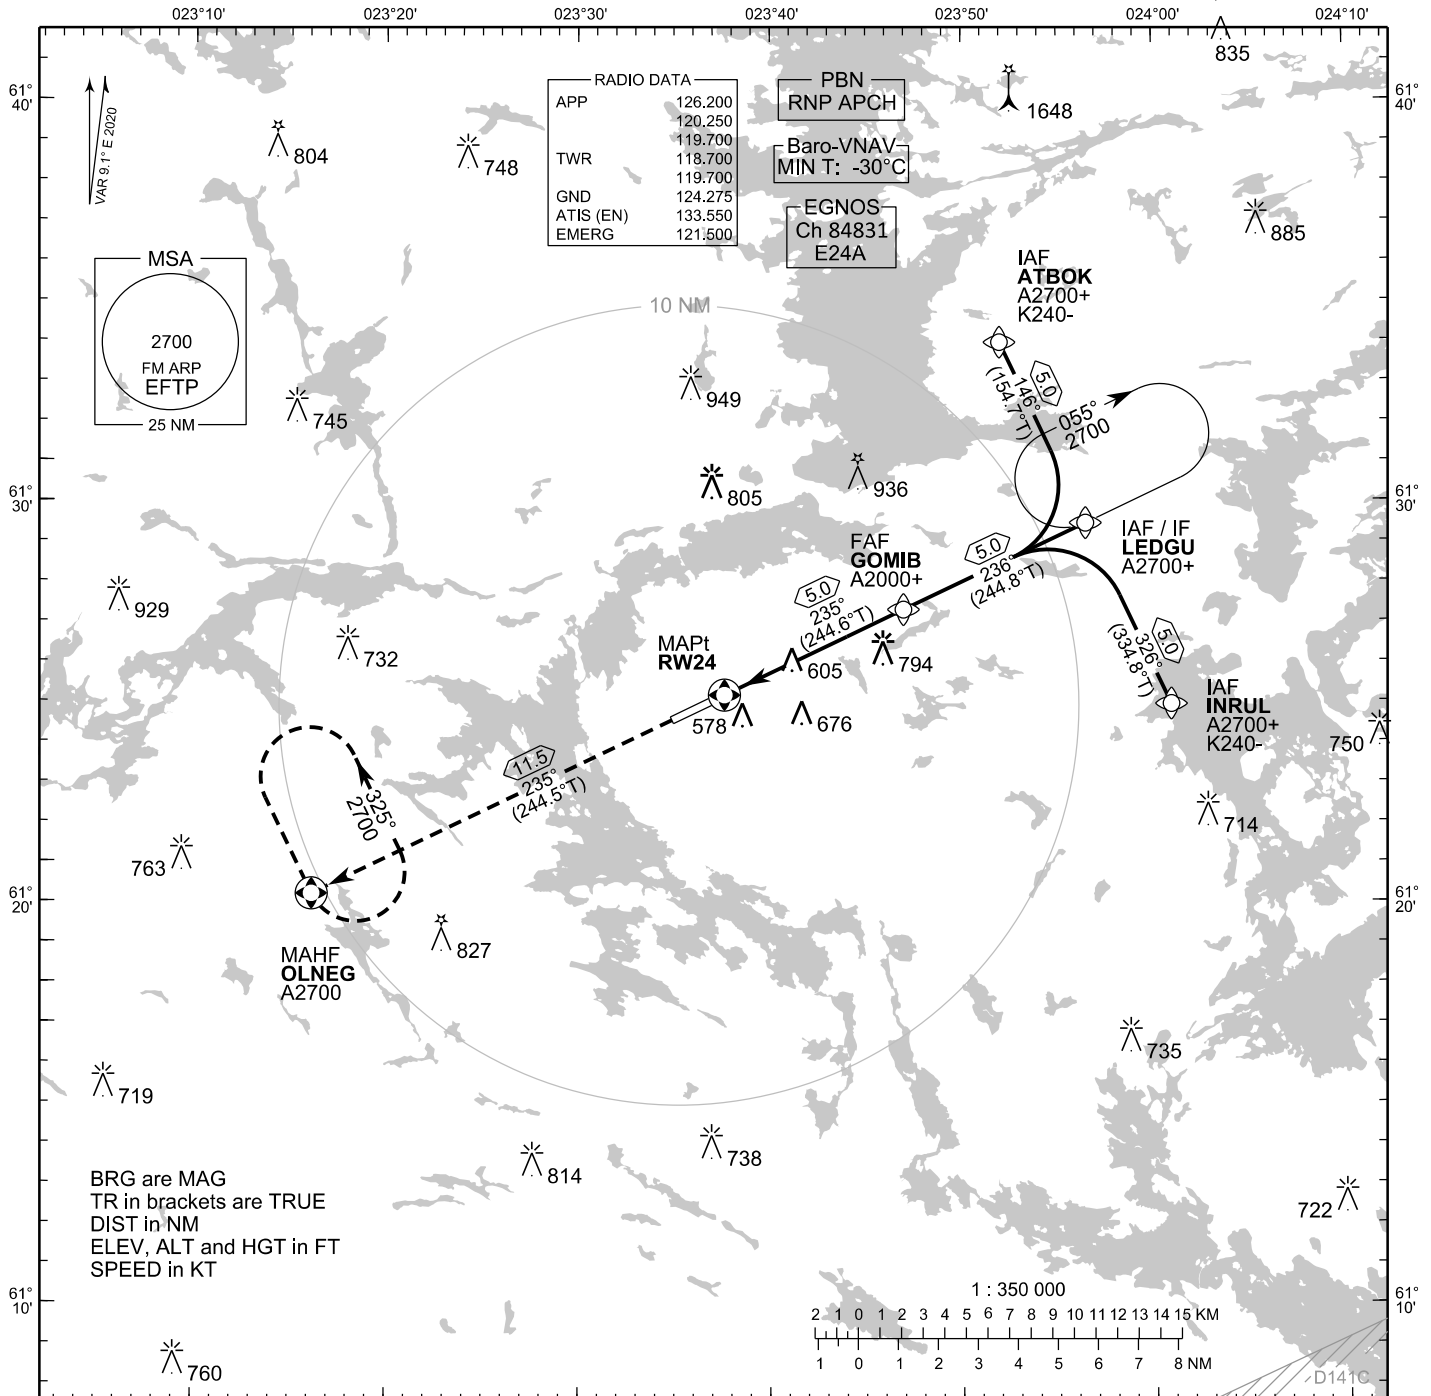 023°10' 023°20' 023°30' 023°40' 023°50' 024°00' 024°10'
61° 40'
61° 40'
VAR 9.1° E 2020
RADIO DATA
APP 126.200
120.250
119.700
TWR 118.700
119.700
GND 124.275
ATIS (EN) 133.550
EMERG 121.500
PBN
RNP APCH
Baro-VNAV
MIN T: -30°C
EGNOS
Ch 84831
E24A
835
1648
804
748
885
MSA
2700
FM ARP
EFTP
25 NM
10 NM
IAF
ATBOK
A2700+
K240-
5.0
146°
(154.7°T)
055°
2700
745
949
805
936
61° 30'
61° 30'
IAF / IF
LEDGU
A2700+
FAF
GOMIB
A2000+
5.0
236°
(244.8°T)
5.0
235°
(244.6°T)
929
732
MAPt
RW24
605
794
578
676
5.0
326°
(334.8°T)
IAF
INRUL
A2700+
K240-
750
714
11.5
235°
(244.5°T)
325°
2700
763
61° 20'
61° 20'
MAHF
OLNEG
A2700
827
735
719
814
738
722
BRG are MAG
TR in brackets are TRUE
DIST in NM
ELEV, ALT and HGT in FT
SPEED in KT
61° 10'
61° 10'
1 : 350 000
2 1 0 1 2 3 4 5 6 7 8 9 10 11 12 13 14 15 KM
1 0 1 2 3 4 5 6 7 8 NM
760
D141C